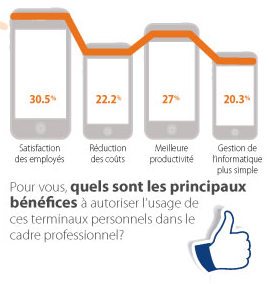 30.5%
22.2%
27%
20.3%
Satisfaction
des employés
Réduction
des coûts
Meilleure
productivité
Gestion de
l'informatique
plus simple
Pour vous, quels sont les principaux
bénéfices à autoriser l'usage de
ces terminaux personnels dans le
cadre professionnel?